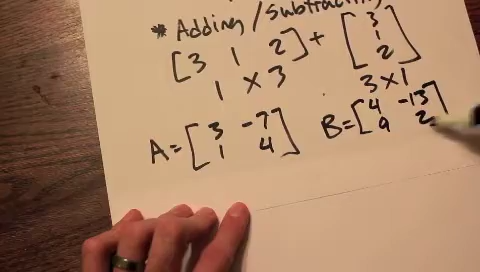 * Adding/subtracting
[3 1 2] + [3 1 2]
1 x 3 3 x 1
A = [3 -7 1 4] B = [4 -13 9 2]